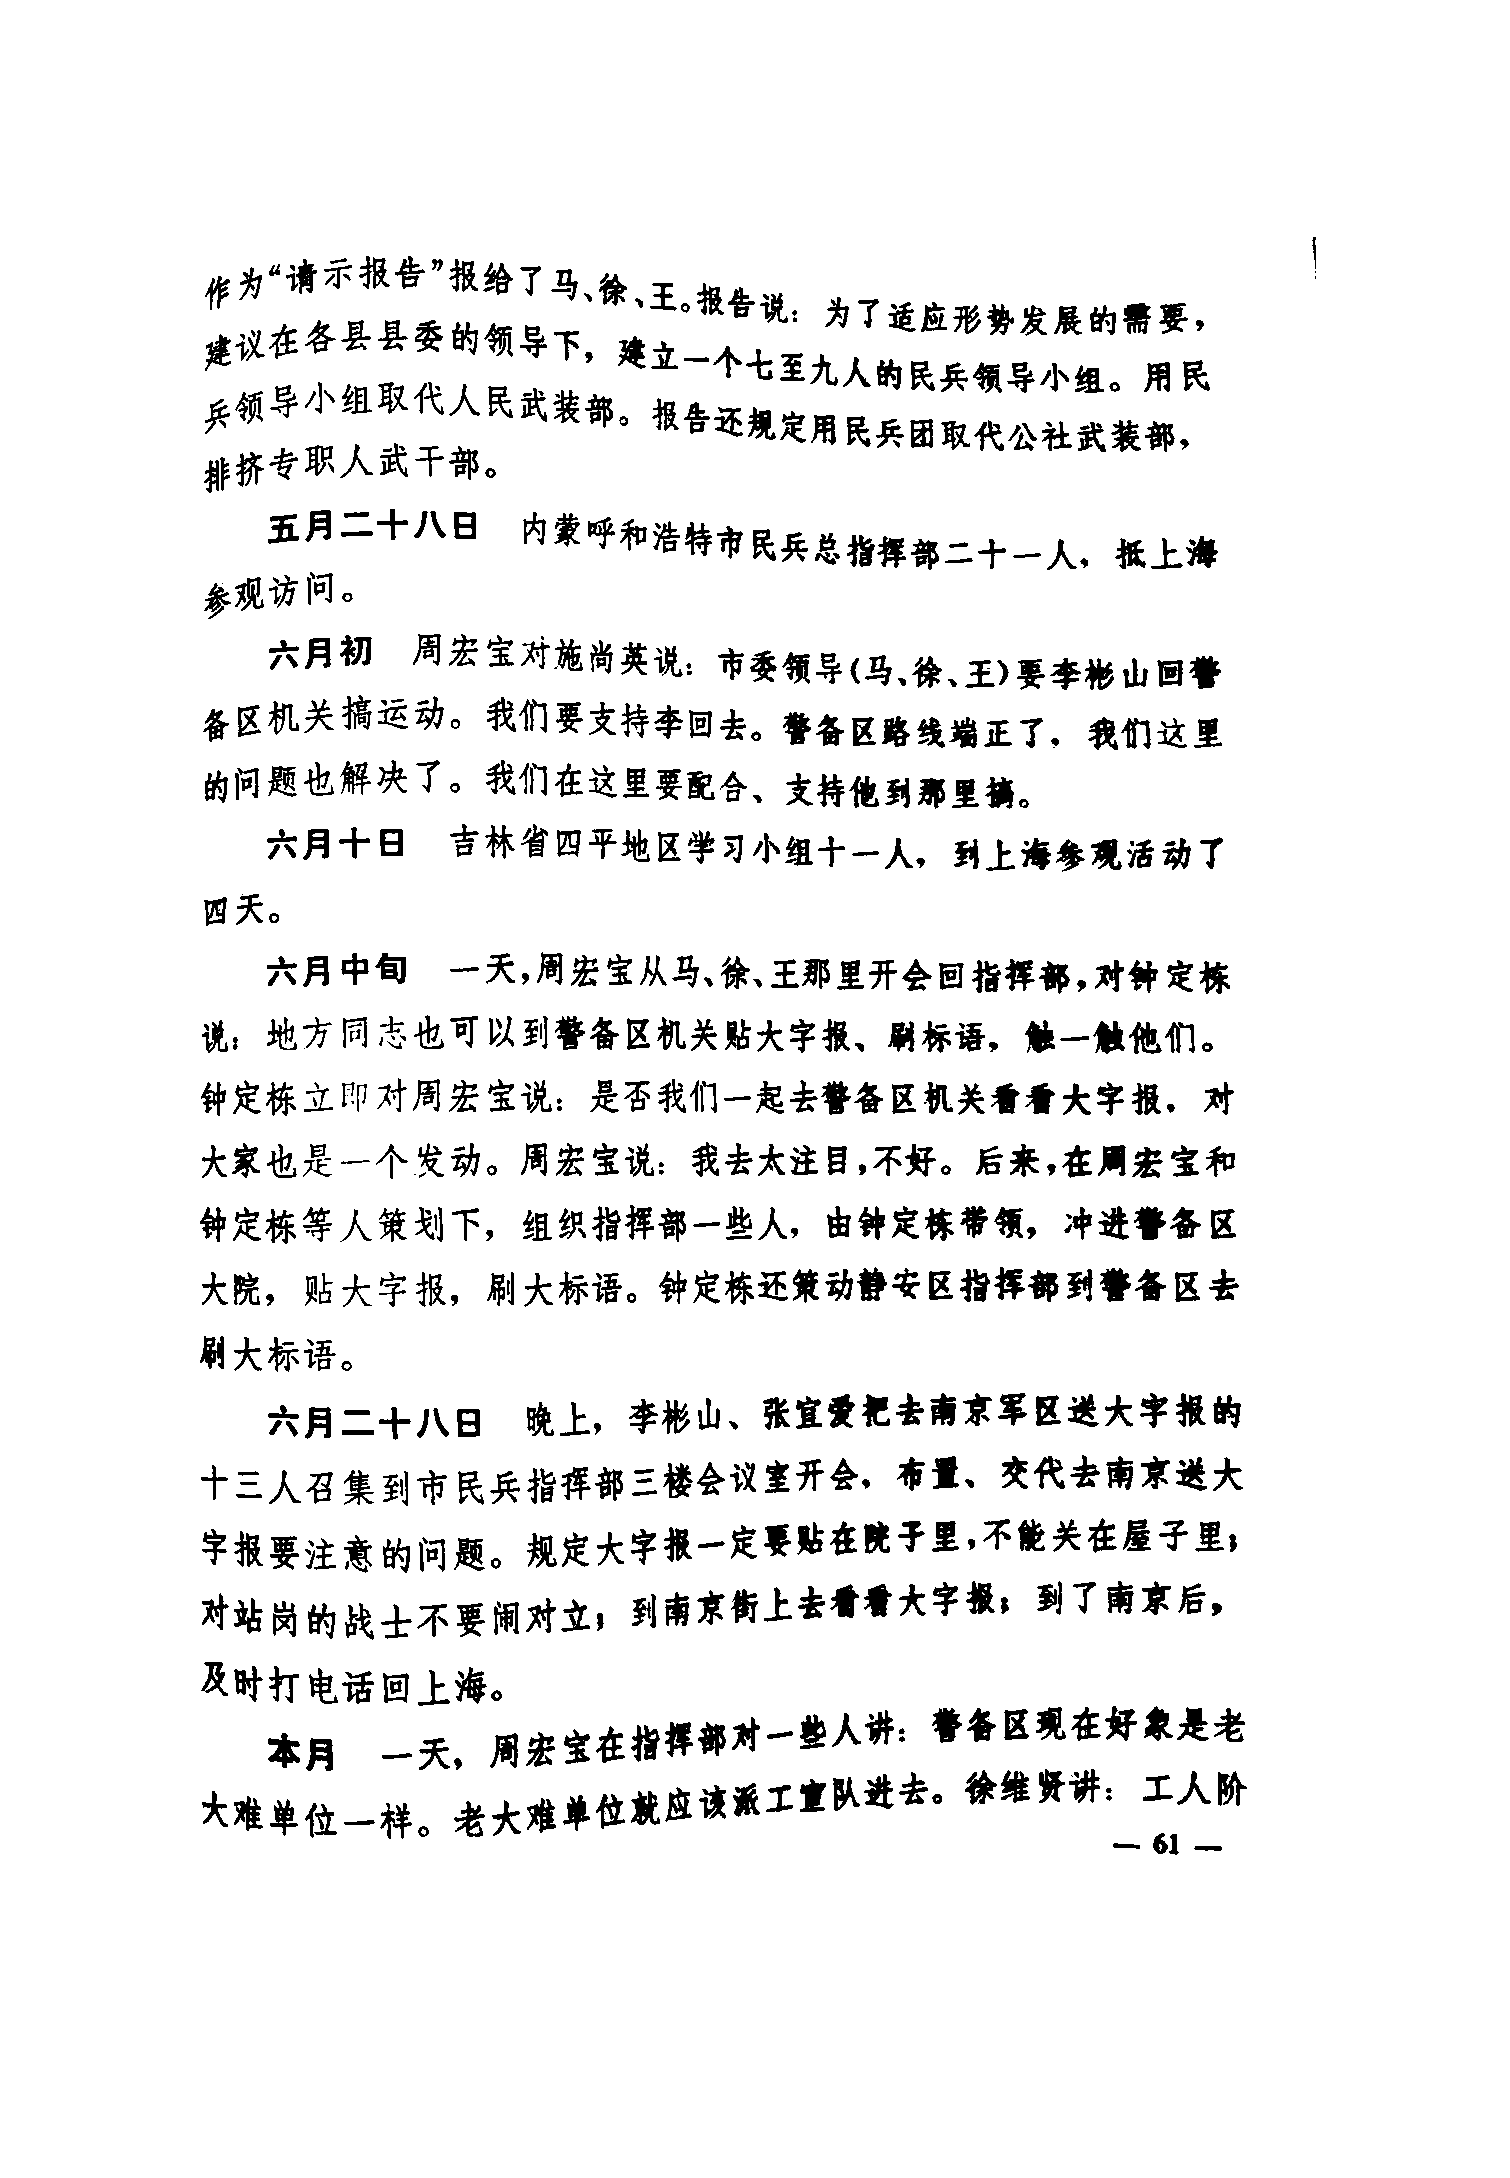 作为“请示报告”报给了马、徐、王。报告说：为了适应形势发展的需要，
建议在各县县委的领导下，建立一个七至九人的民兵领导小组。用民
兵领导小组取代人民武装部。报告还规定用民兵团取代公社武装部，
排挤专职人武干部。
五月二十八日　内蒙呼和浩特市民兵总指挥部二十一人，抵上海
参观访问。
六月初　周宏宝对施尚英说：市委领导(马、徐、王)要李彬山回警
备区机关搞运动。我们要支持李回去。警备区路线端正了，我们这里
的问题也解决了。我们在这里要配合、支持他到那里搞。
六月十日　吉林省四平地区学习小组十一人，到上海参观活动了
四天。
六月中旬　一天，周宏宝从马、徐、王那里开会回指挥部，对钟定栋
说：地方同志也可以到警备区机关贴大字报、刷标语，触一触他们。
钟定栋立即对周宏宝说：是否我们一起去警备区机关看看大字报，对
大家也是一个发动。周宏宝说：我去太注目，不好。后来，在周宏宝和
钟定栋等人策划下，组织指挥部一些人，由钟定栋带领，冲进警备区
大院，贴大字报，刷大标语。钟定栋还策动静安区指挥部到警备区去
刷大标语。
六月二十八日　晚上，李彬山、张宜爱把去南京军区送大字报的
十三人召集到市民兵指挥部三楼会议室开会，布置、交代去南京送大
字报要注意的问题。规定大字报一定要贴在院子里，不能关在屋子里；
对站岗的战士不要闹对立；到南京街上去看看大字报；到了南京后，
及时打电话回上海。
本月　一天，周宏宝在指挥部对一些人讲：警备区现在好象是老
大难单位一样。老大难单位就应该派工宣队进去。徐维贤讲：工人阶
— 61 —